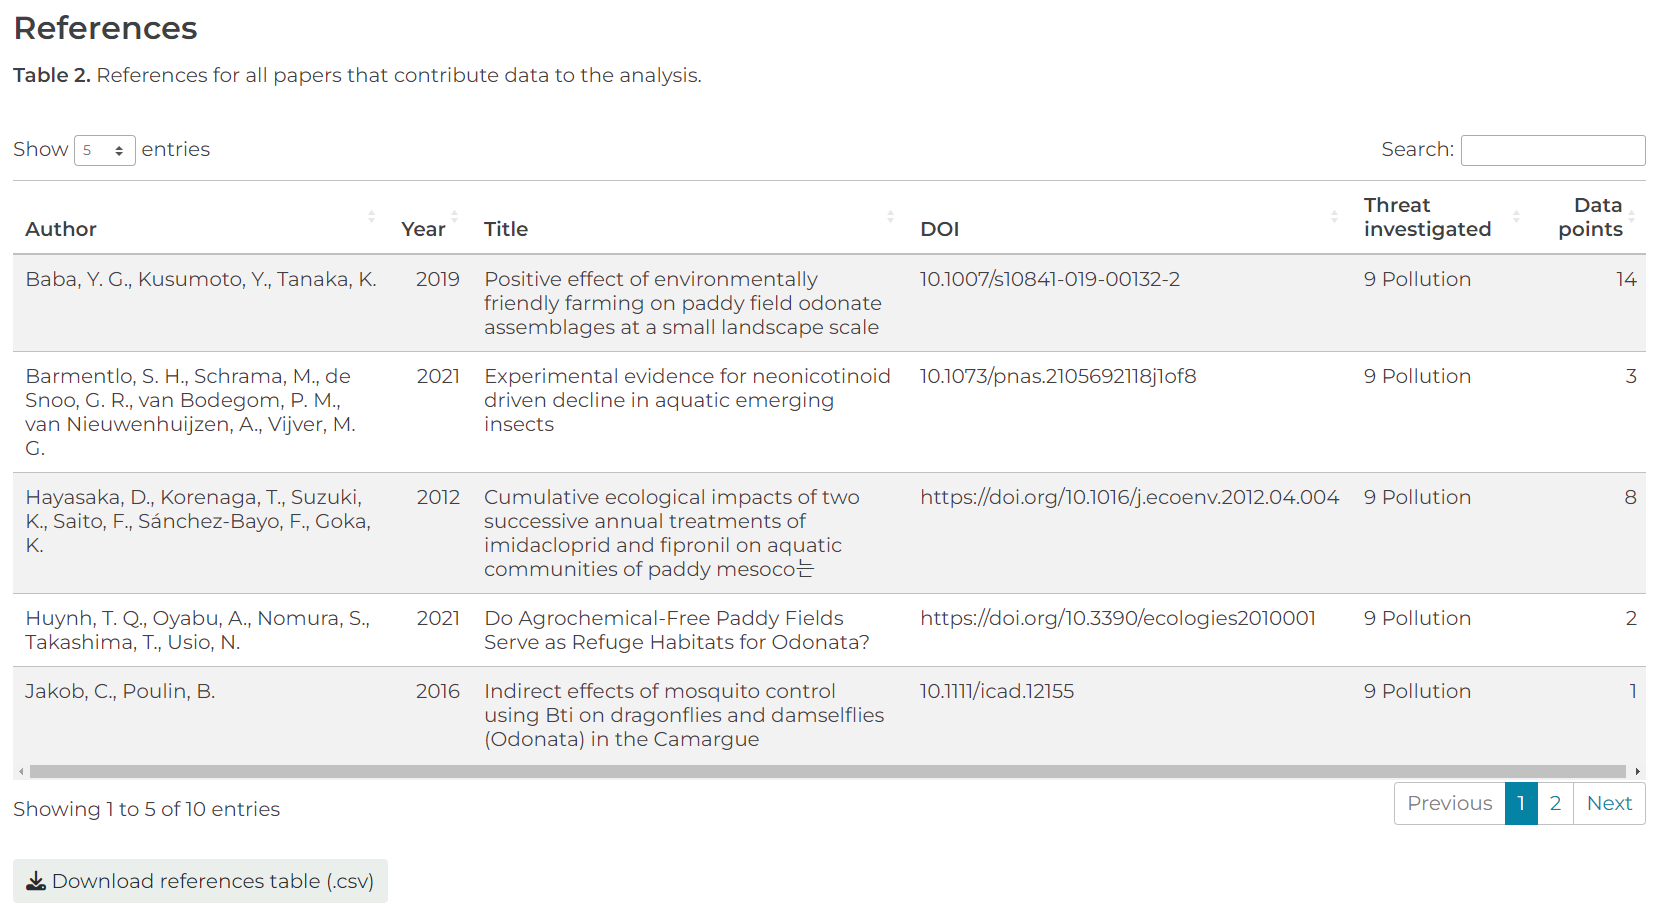 References
Table 2. References for all papers that contribute data to the analysis.
Show 5 entries
Search:
Author Year Title DOI Threat investigated Data points
Baba, Y. G., Kusumoto, Y., Tanaka, K. 2019 Positive effect of environmentally 10.1007/s10841-019-00132-2 9 Pollution 14
friendly farming on paddy field odonate
assemblages at a small landscape scale
Barmentlo, S. H., Schrama, M., de 2021 Experimental evidence for neonicotinoid 10.1073/pnas.2105692118j1of8 9 Pollution 3
Snoo, G. R., van Bodegom, P. M., driven decline in aquatic emerging
van Nieuwenhuijzen, A., Vijver, M. insects
G.
Hayasaka, D., Korenaga, T., Suzuki, 2012 Cumulative ecological impacts of two https://doi.org/10.1016/j.ecoenv.2012.04.004 9 Pollution 8
K., Saito, F., Sánchez-Bayo, F., Goka, successive annual treatments of
K. imidacloprid and fipronil on aquatic
communities of paddy mesoco는
Huynh, T. Q., Oyabu, A., Nomura, S., 2021 Do Agrochemical-Free Paddy Fields https://doi.org/10.3390/ecologies2010001 9 Pollution 2
Takashima, T., Usio, N. Serve as Refuge Habitats for Odonata?
Jakob, C., Poulin, B. 2016 Indirect effects of mosquito control 10.1111/icad.12155 9 Pollution 1
using Bti on dragonflies and damselflies
(Odonata) in the Camargue
Showing 1 to 5 of 10 entries
Previous 1 2 Next
Download references table (.csv)